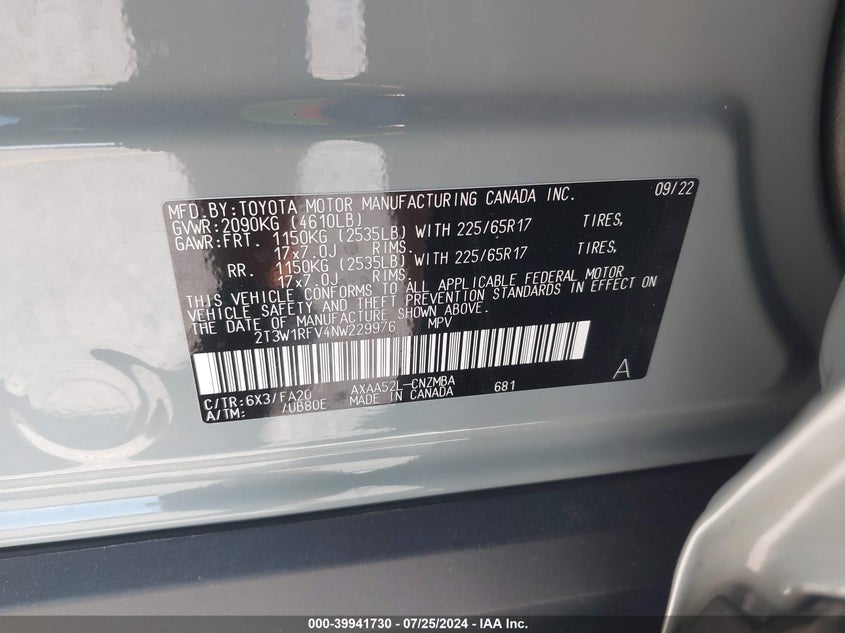 MFD.BY:TOYOTA MOTOR MANUFACTURING CANADA INC. 09/22
GVWR:2090KG (4610LB)
GAWR:FRT. 1150KG (2535LB) WITH 225/65R17 TIRES,
17x7.0J RIMS,
RR. 1150KG (2535LB) WITH 225/65R17 TIRES,
17x7.0J RIMS.
THIS VEHICLE CONFORMS TO ALL APPLICABLE FEDERAL MOTOR
VEHICLE SAFETY AND THEFT PREVENTION STANDARDS IN EFFECT ON
THE DATE OF MANUFACTURE SHOWN ABOVE.
2T3W1RFV4NW229976 MPV
C/TR:6X3/FA20 AXAA52L-CNZMBA 681 A
A/TM: /UB80E MADE IN CANADA
000-39941730 - 07/25/2024 - IAA Inc.